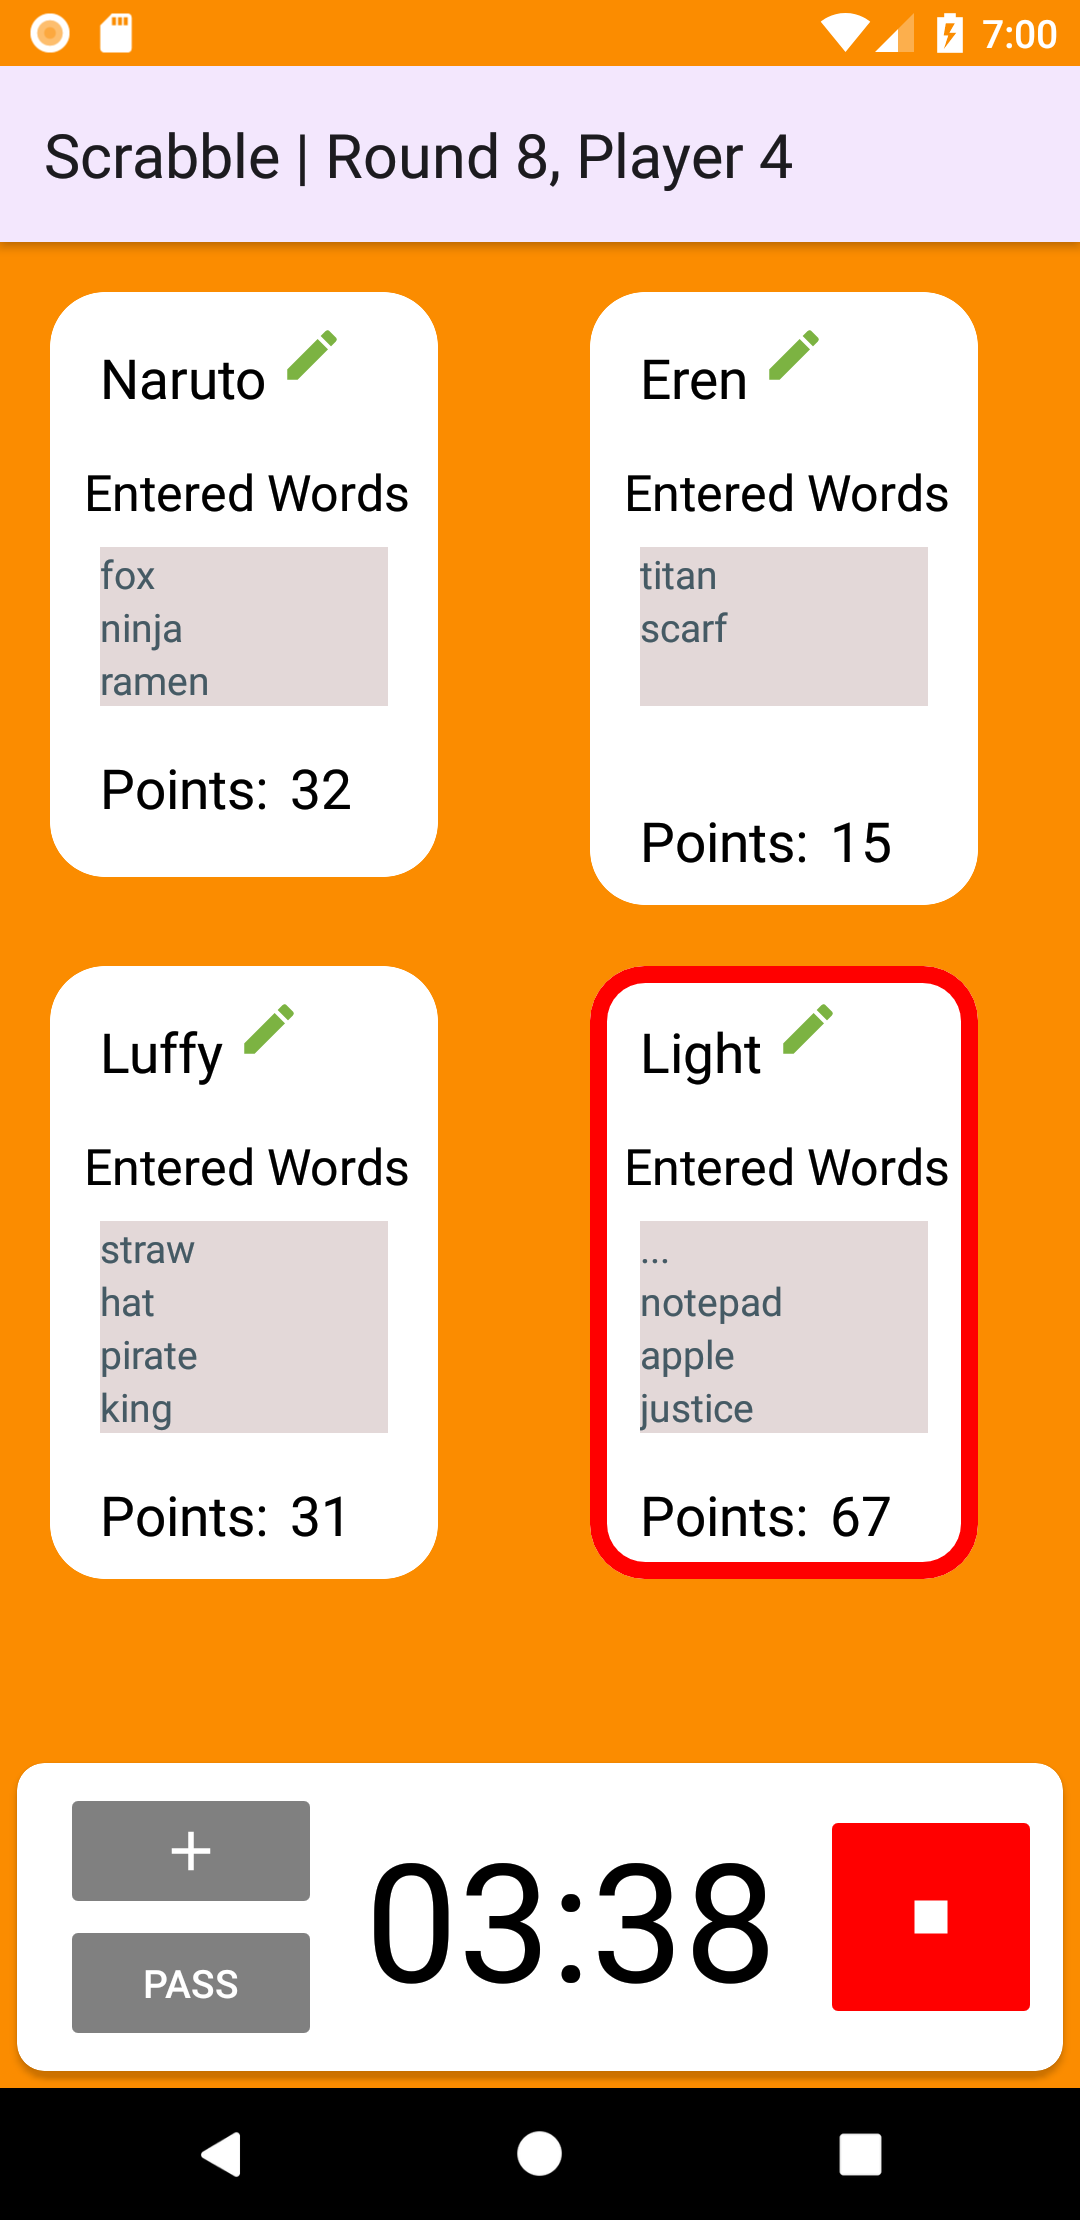 7:00
Scrabble | Round 8, Player 4
Naruto
Entered Words
fox
ninja
ramen
Points: 32
Eren
Entered Words
titan
scarf
Points: 15
Luffy
Entered Words
straw
hat
pirate
king
Points: 31
Light
Entered Words
...
notepad
apple
justice
Points: 67
+
PASS
03:38